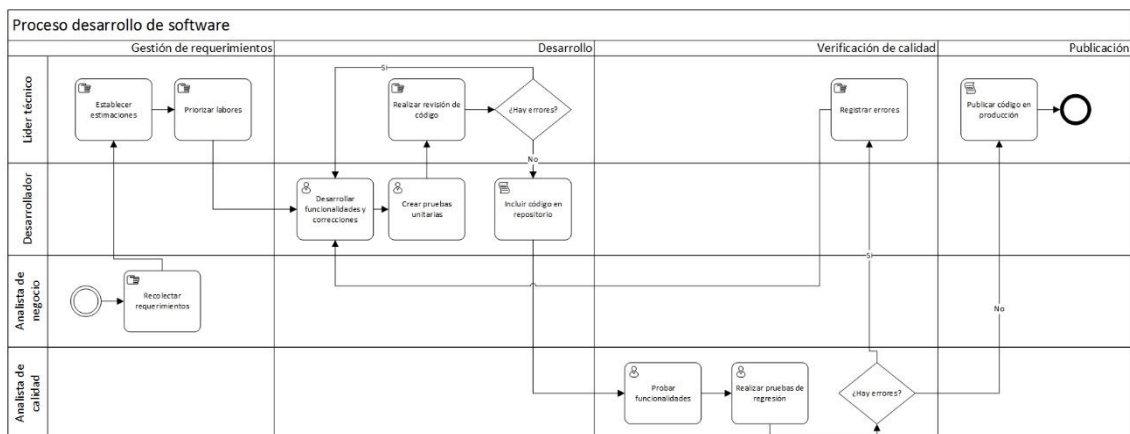 Proceso desarrollo de software
Gestión de requerimientos
Desarrollo
Verificación de calidad
Publicación
Líder técnico
Establecer
estimaciones
Priorizar labores
Si
Realizar revisión de
código
¿Hay errores?
No
Registrar errores
Publicar código en
producción
Desarrollador
Desarrollar
funcionalidades y
correcciones
Crear pruebas
unitarias
Incluir código en
repositorio
Si
Analista de
negocio
Recolectar
requerimientos
No
Analista de
calidad
Probar
funcionalidades
Realizar pruebas de
regresión
¿Hay errores?